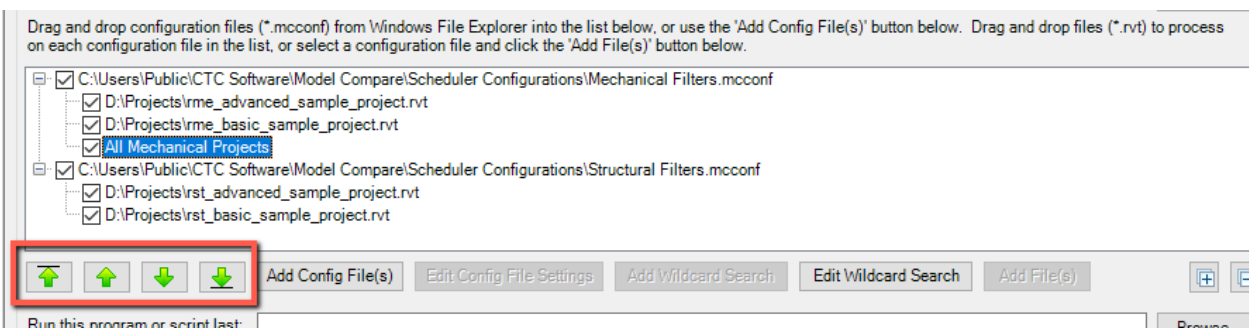 Drag and drop configuration files (*.mcconf) from Windows File Explorer into the list below, or use the 'Add Config File(s)' button below.  Drag and drop files (*.rvt) to process
on each configuration file in the list, or select a configuration file and click the 'Add File(s)' button below.
C:\Users\Public\CTC Software\Model Compare\Scheduler Configurations\Mechanical Filters.mcconf
D:\Projects\rme_advanced_sample_project.rvt
D:\Projects\rme_basic_sample_project.rvt
All Mechanical Projects
C:\Users\Public\CTC Software\Model Compare\Scheduler Configurations\Structural Filters.mcconf
D:\Projects\rst_advanced_sample_project.rvt
D:\Projects\rst_basic_sample_project.rvt
Add Config File(s) Edit Config File Settings Add Wildcard Search Edit Wildcard Search Add File(s)
Run this program or script last: Browse